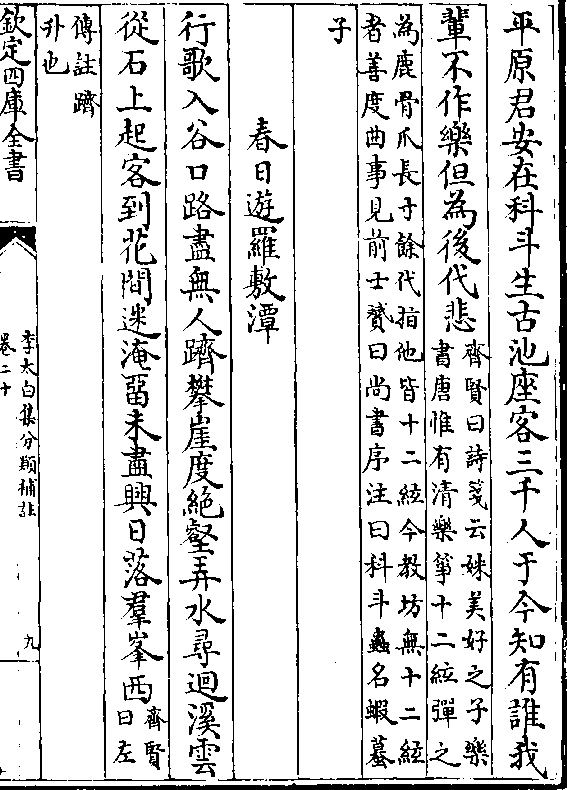 平原君安在科斗生古池座客三千人于今知有誰我
輩不作樂但為後代悲
齊賢曰詩箋云姝美好之子樂
書唐惟有清樂箏十二絃彈之
為鹿骨爪長寸餘代指他皆十二絃今教坊無十二絃
者善度曲事見前士贇曰尚書序注曰科斗蟲名蝦蟇
子
春日遊羅敷潭
行歌入谷口路盡無人躋攀崖度絶壑弄水尋迴溪雲
從石上起客到花間迷淹留未盡興日落羣峯西
齊賢
曰左
傳註躋
升也
欽定四庫全書
李太白集分類補註
卷二十
九